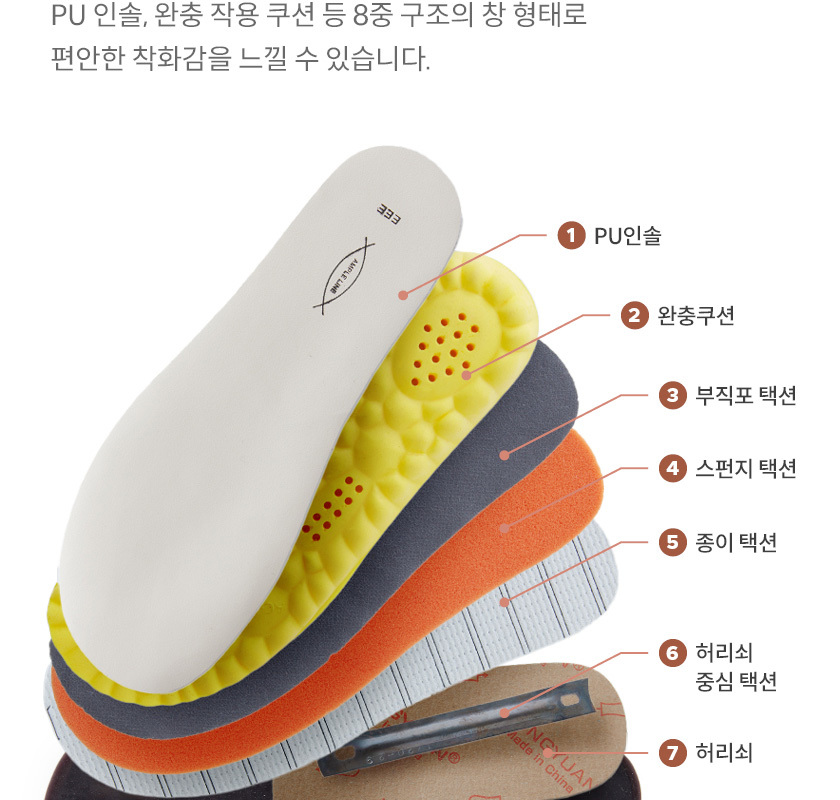 PU 인솔, 완충 작용 쿠션 등 8중 구조의 창 형태로
편안한 착화감을 느낄 수 있습니다.
EEE
AMPLE LINE
1 PU인솔
2 완충쿠션
3 부직포 택션
4 스펀지 택션
5 종이 택션
6 허리쇠
중심 택션
7 허리쇠
Made in China